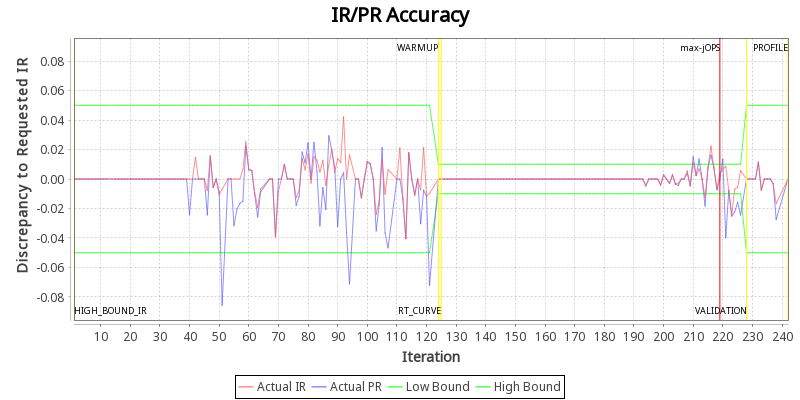 IR/PR Accuracy
Discrepancy to Requested IR
0.08
0.06
0.04
0.02
0.00
-0.02
-0.04
-0.06
-0.08
WARMUP
max-jOPS
PROFILE
HIGH_BOUND_IR
RT_CURVE
VALIDATION
10 20 30 40 50 60 70 80 90 100 110 120 130 140 150 160 170 180 190 200 210 220 230 240
Iteration
Actual IR Actual PR Low Bound High Bound